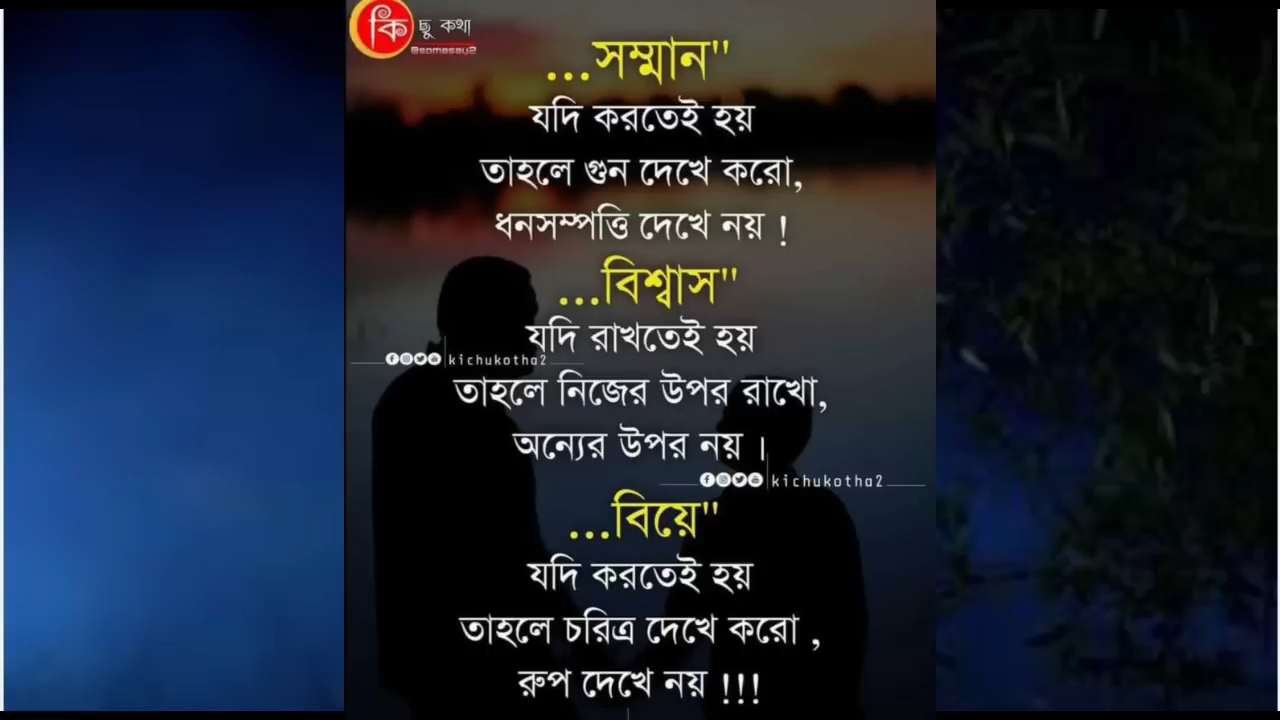 কিছু কথা
@somesay2
...সম্মান"
যদি করতেই হয়
তাহলে গুন দেখে করো,
ধনসম্পত্তি দেখে নয় !
...বিশ্বাস"
যদি রাখতেই হয়
kichukotha2
তাহলে নিজের উপর রাখো,
অন্যের উপর নয় ।
kichukotha2
...বিয়ে"
যদি করতেই হয়
তাহলে চরিত্র দেখে করো ,
রুপ দেখে নয় !!!